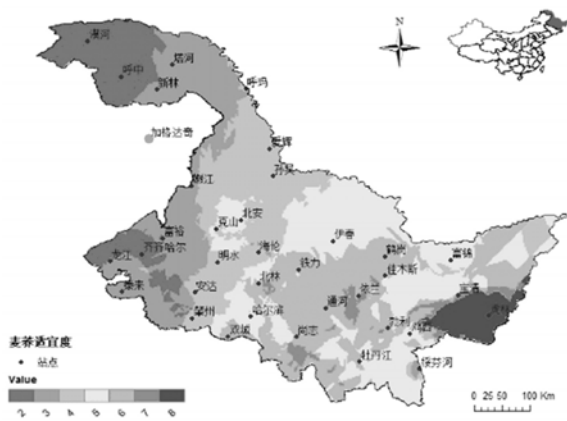 N
漠河
塔河
呼中
新林
呼玛
加格达奇
爱辉
孙吴
嫩江
北安
克山
富裕
齐齐哈尔
龙江
伊春
鹤岗
富锦
海伦
明水
铁力
佳木斯
北林
宝清
泰来
安达
依兰
通河
虎林
肇州
哈尔滨
双城
尚志
勃利
鸡西
牡丹江
绥芬河
麦莽适宜度
站点
Value
2 3 4 5 6 7 8
0 25 50 100 Km